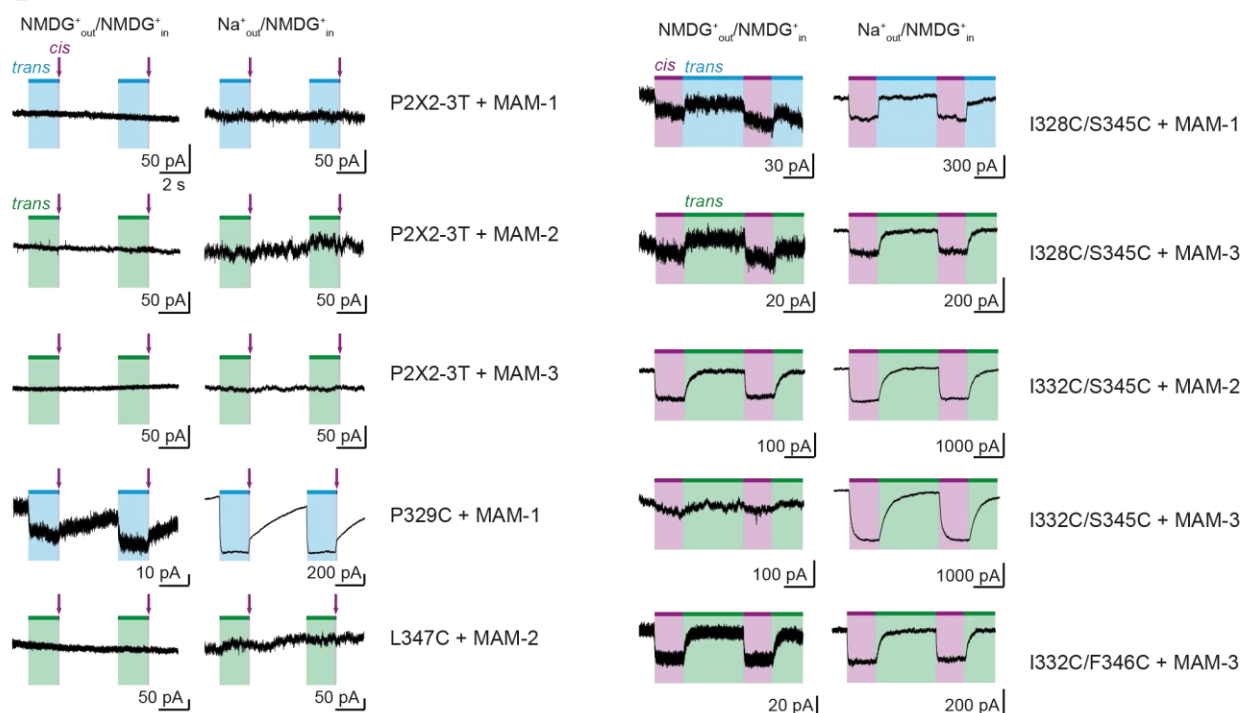 NMDG⁺out/NMDG⁺in Na⁺out/NMDG⁺in
cis
trans
P2X2-3T + MAM-1
50 pA 50 pA
2 s
trans
P2X2-3T + MAM-2
50 pA 50 pA
P2X2-3T + MAM-3
50 pA 50 pA
P329C + MAM-1
10 pA 200 pA
L347C + MAM-2
50 pA 50 pA
NMDG⁺out/NMDG⁺in Na⁺out/NMDG⁺in
cis trans
I328C/S345C + MAM-1
30 pA 300 pA
trans
I328C/S345C + MAM-3
20 pA 200 pA
I332C/S345C + MAM-2
100 pA 1000 pA
I332C/S345C + MAM-3
100 pA 1000 pA
I332C/F346C + MAM-3
20 pA 200 pA